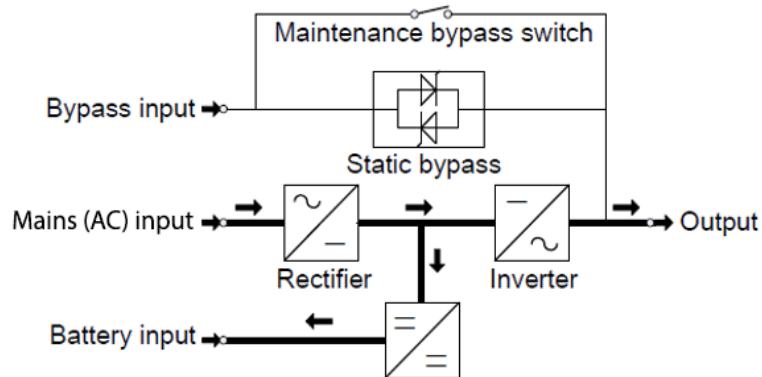 Maintenance bypass switch
Bypass input
Static bypass
Mains (AC) input
Output
Rectifier
Inverter
Battery input